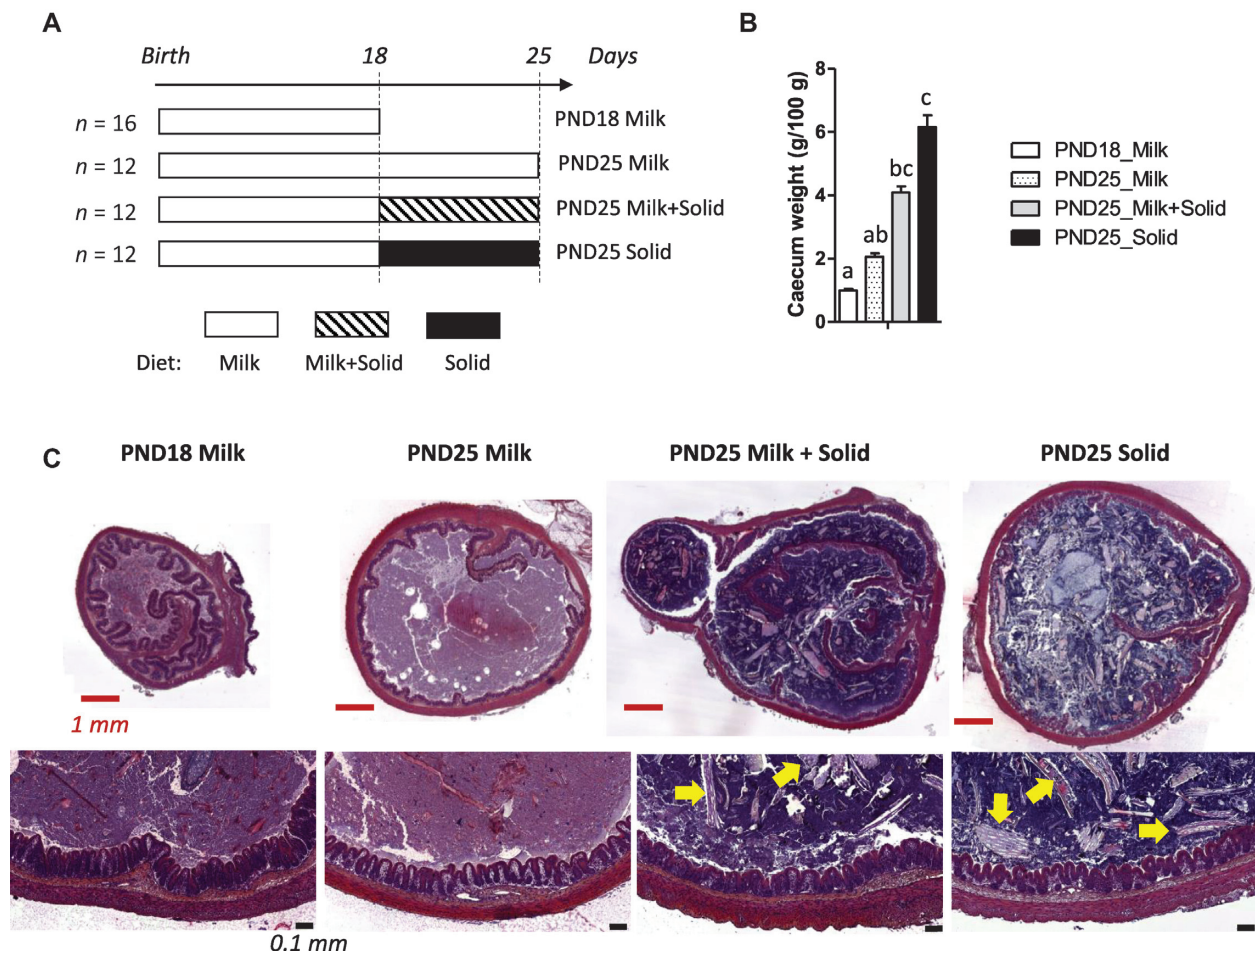 A
Birth 18 25 Days
n = 16 PND18 Milk
n = 12 PND25 Milk
n = 12 PND25 Milk+Solid
n = 12 PND25 Solid
Diet: Milk Milk+Solid Solid
B
Caecum weight (g/100 g)
8
6
4
2
0
a
ab
bc
c
PND18_Milk
PND25_Milk
PND25_Milk+Solid
PND25_Solid
C
PND18 Milk PND25 Milk PND25 Milk + Solid PND25 Solid
1 mm
0.1 mm